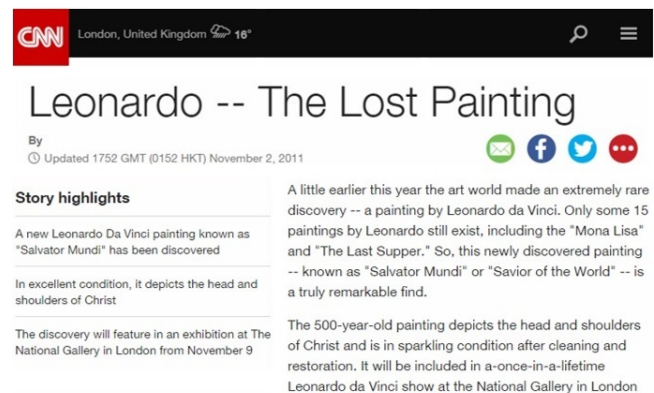 CNN
London, United Kingdom 16°
Leonardo -- The Lost Painting
By
Updated 1752 GMT (0152 HKT) November 2, 2011
Story highlights
A new Leonardo Da Vinci painting known as
"Salvator Mundi" has been discovered
In excellent condition, it depicts the head and
shoulders of Christ
The discovery will feature in an exhibition at The
National Gallery in London from November 9
A little earlier this year the art world made an extremely rare
discovery -- a painting by Leonardo da Vinci. Only some 15
paintings by Leonardo still exist, including the "Mona Lisa"
and "The Last Supper." So, this newly discovered painting
-- known as "Salvator Mundi" or "Savior of the World" -- is
a truly remarkable find.
The 500-year-old painting depicts the head and shoulders
of Christ and is in sparkling condition after cleaning and
restoration. It will be included in a-once-in-a-lifetime
Leonardo da Vinci show at the National Gallery in London